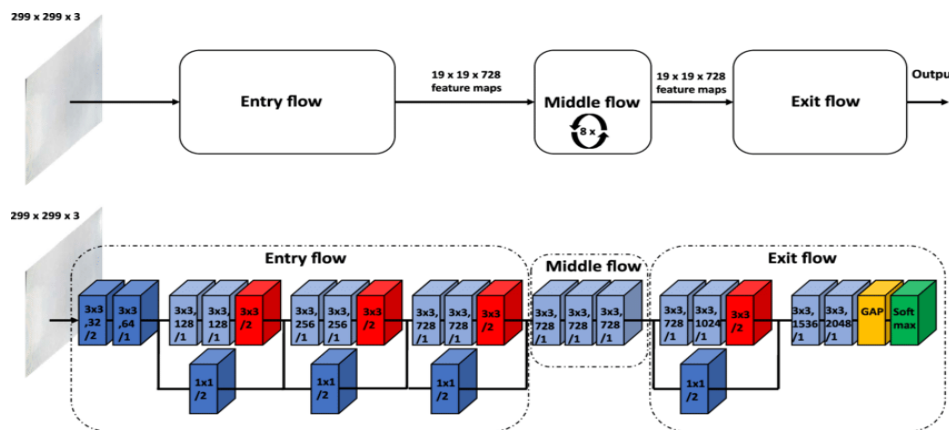 299 x 299 x 3
Entry flow
19 x 19 x 728
feature maps
Middle flow
8 x
19 x 19 x 728
feature maps
Exit flow
Output
299 x 299 x 3
Entry flow
Middle flow
Exit flow
3x3
,32
/2
3x3
,64
/1
3x3,
128
/1
3x3,
128
/1
3x3
/2
3x3,
256
/1
3x3,
256
/1
3x3
/2
3x3,
728
/1
3x3,
728
/1
3x3
/2
3x3,
728
/1
3x3,
728
/1
3x3,
728
/1
3x3,
728
/1
3x3,
1024
/1
3x3
/2
3x3,
1536
/1
3x3,
2048
/1
GAP
Soft
max
1x1
/2
1x1
/2
1x1
/2
1x1
/2